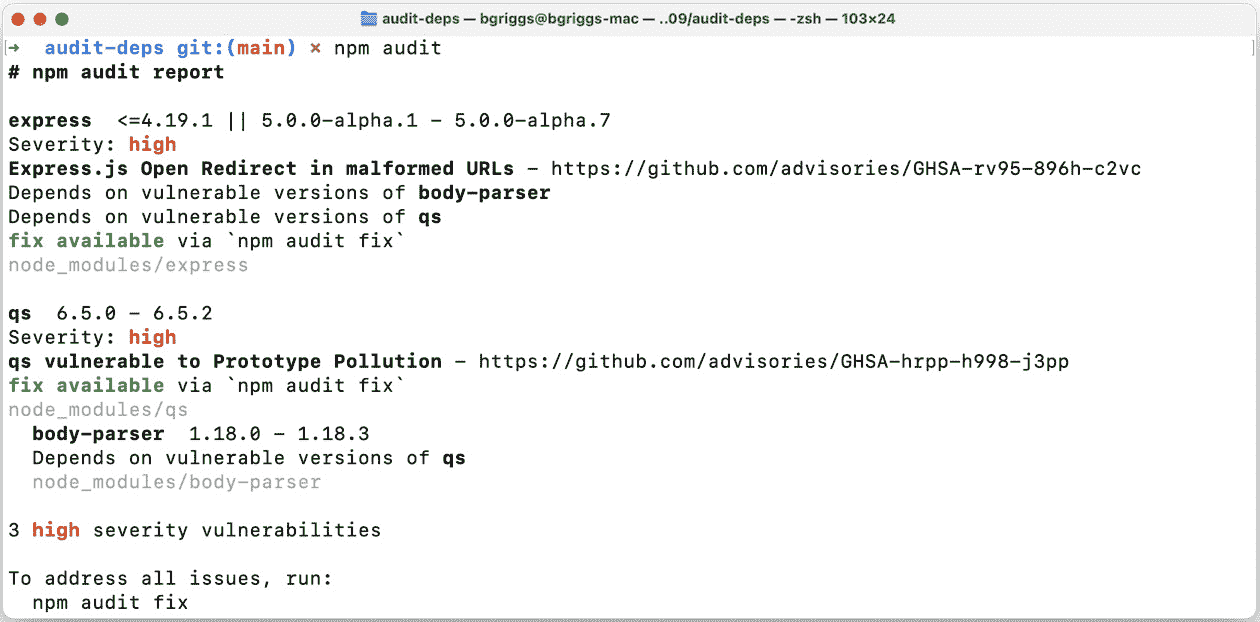 audit-deps — bgriggs@bgriggs-mac — ..09/audit-deps — -zsh — 103×24
[→ audit-deps git:(main) × npm audit ]
# npm audit report
express <=4.19.1 || 5.0.0-alpha.1 - 5.0.0-alpha.7
Severity: high
Express.js Open Redirect in malformed URLs - https://github.com/advisories/GHSA-rv95-896h-c2vc
Depends on vulnerable versions of body-parser
Depends on vulnerable versions of qs
fix available via `npm audit fix`
node_modules/express
qs 6.5.0 - 6.5.2
Severity: high
qs vulnerable to Prototype Pollution - https://github.com/advisories/GHSA-hrpp-h998-j3pp
fix available via `npm audit fix`
node_modules/qs
body-parser 1.18.0 - 1.18.3
Depends on vulnerable versions of qs
node_modules/body-parser
3 high severity vulnerabilities
To address all issues, run:
npm audit fix